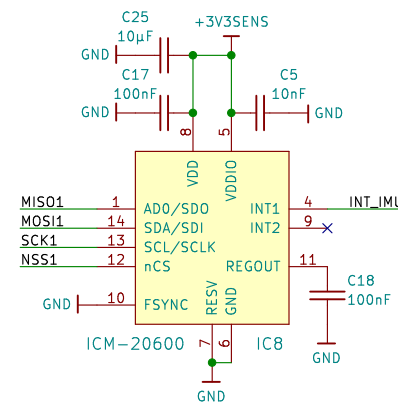 C25
+3V3SENS
10µF
GND
C17
C5
100nF
10nF
GND
GND
8
5
VDD
VDDIO
MISO1
1
AD0/SDO
INT1
4
INT_IMU
MOSI1
14
SDA/SDI
INT2
9
SCK1
13
SCL/SCLK
NSS1
12
nCS
REGOUT
11
C18
100nF
GND
10
FSYNC
RESV
GND
ICM-20600
IC8
7
6
GND
GND